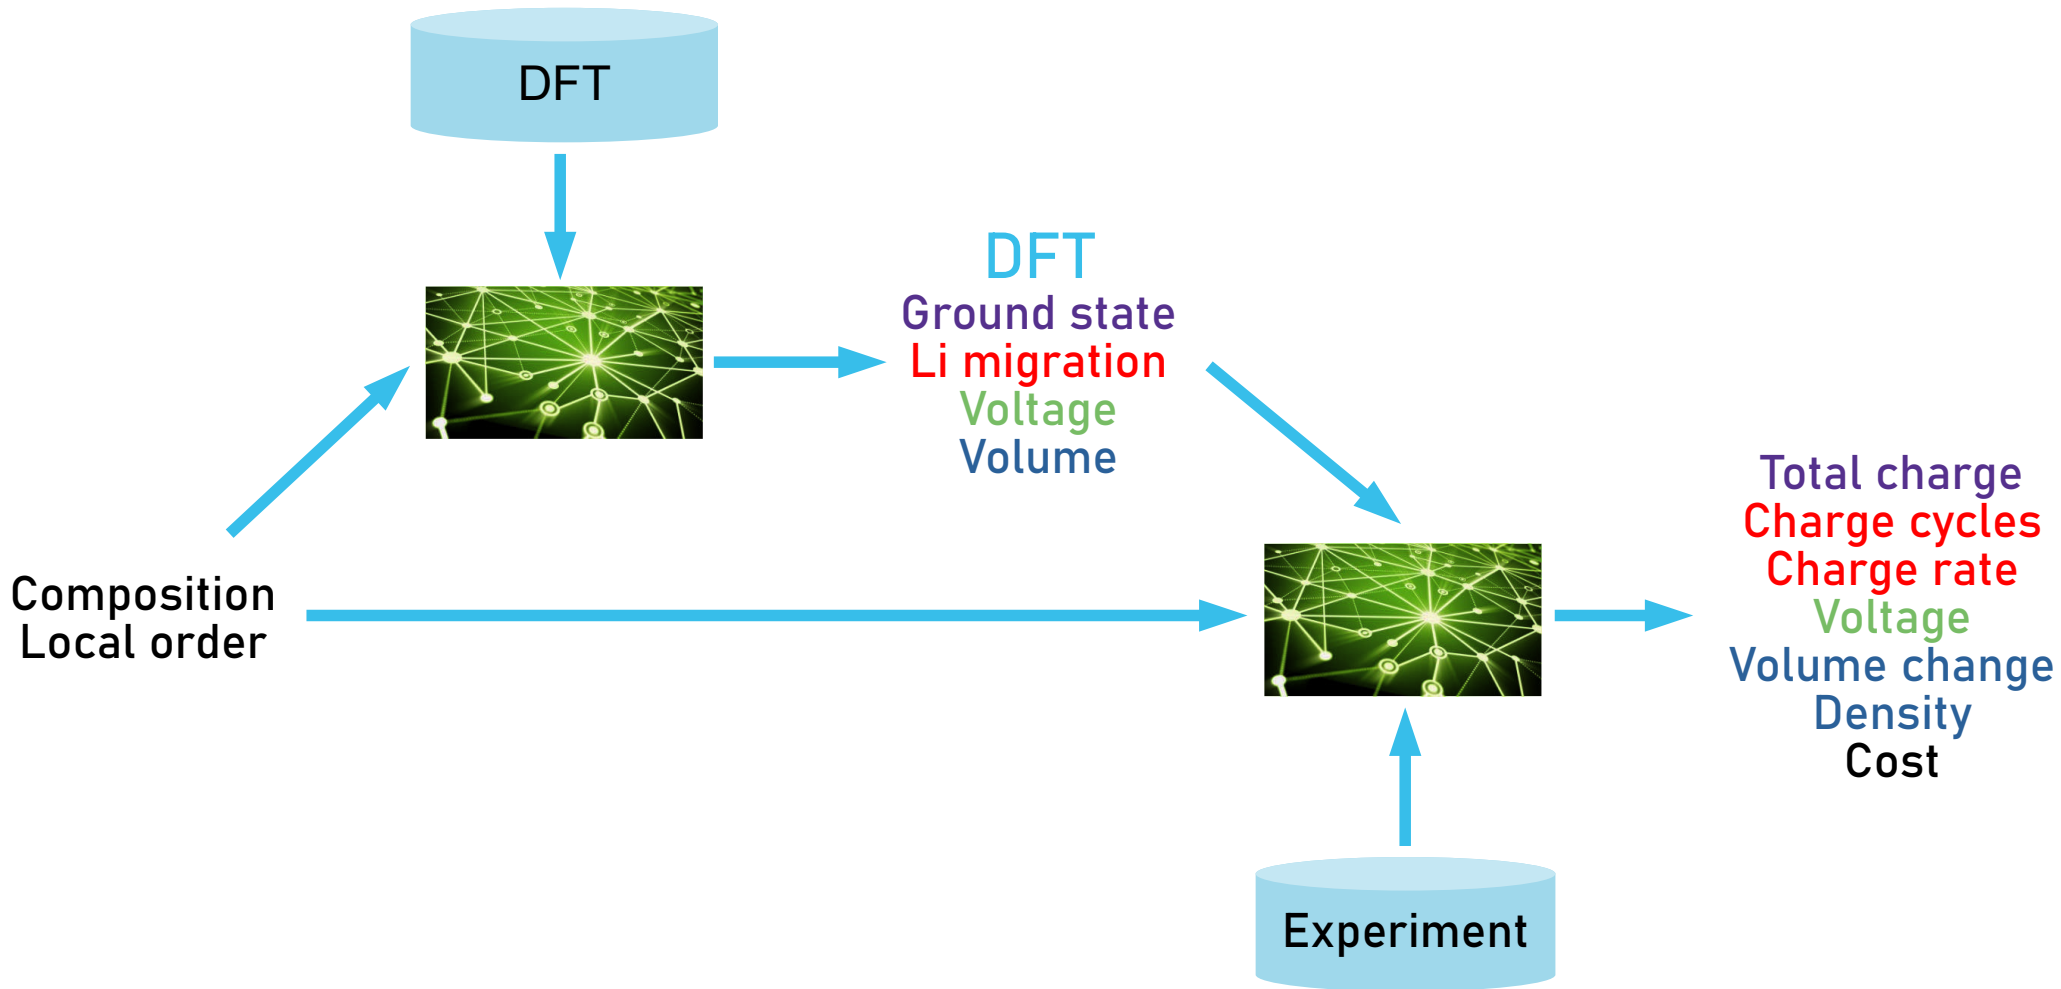 DFT
DFT
Ground state
Li migration
Voltage
Volume
Composition
Local order
Total charge
Charge cycles
Charge rate
Voltage
Volume change
Density
Cost
Experiment